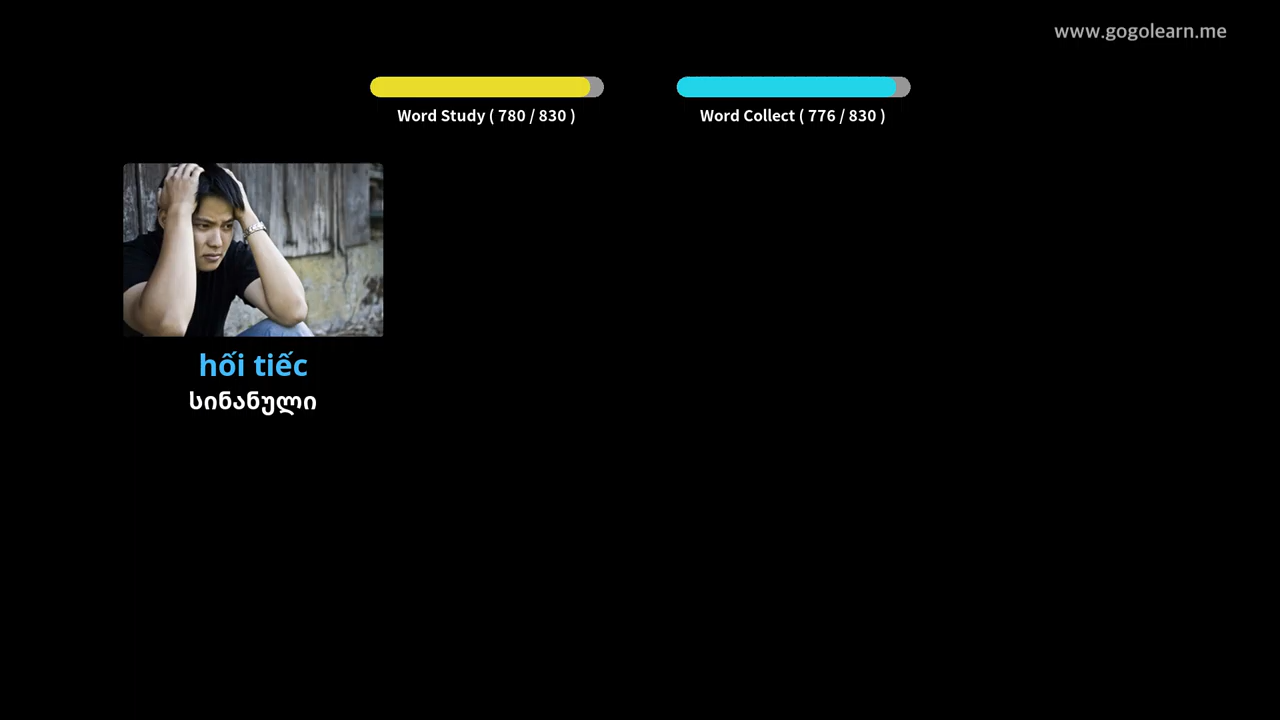 www.gogolearn.me
Word Study ( 780 / 830 )
Word Collect ( 776 / 830 )
hối tiếc
სინანული